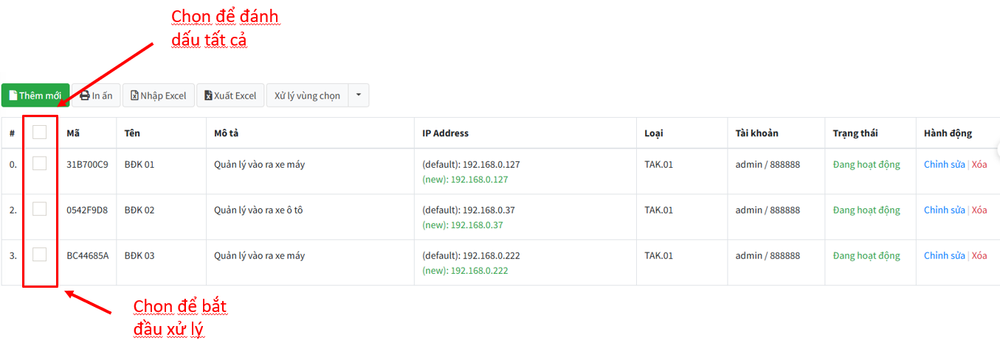 Chọn để đánh
dấu tất cả
Thêm mới In ấn Nhập Excel Xuất Excel Xử lý vùng chọn
# Mã Tên Mô tả IP Address Loại Tài khoản Trạng thái Hành động
0. 31B700C9 BĐK 01 Quản lý vào ra xe máy (default): 192.168.0.127 TAK.01 admin / 888888 Đang hoạt động Chỉnh sửa | Xóa
(new): 192.168.0.127
2. 0542F9D8 BĐK 02 Quản lý vào ra xe ô tô (default): 192.168.0.37 TAK.01 admin / 888888 Đang hoạt động Chỉnh sửa | Xóa
(new): 192.168.0.37
3. BC44685A BĐK 03 Quản lý vào ra xe máy (default): 192.168.0.222 TAK.01 admin / 888888 Đang hoạt động Chỉnh sửa | Xóa
(new): 192.168.0.222
Chọn để bắt
đầu xử lý